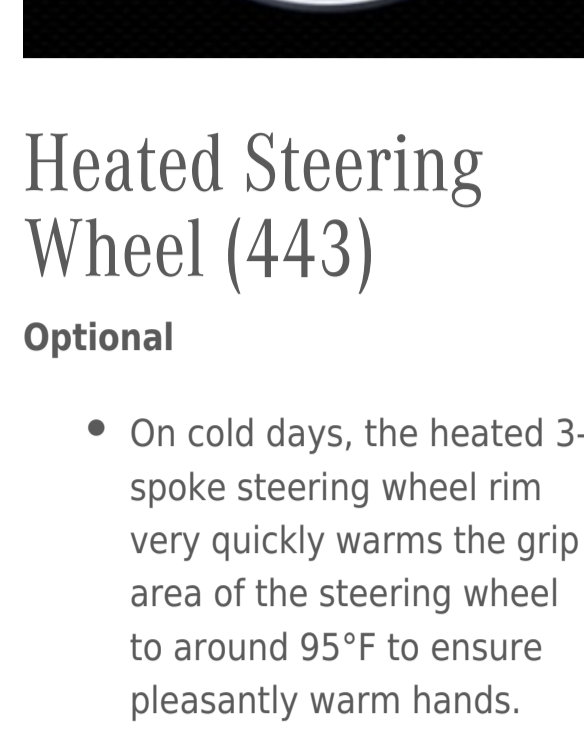 Heated Steering
Wheel (443)
Optional
• On cold days, the heated 3-
spoke steering wheel rim
very quickly warms the grip
area of the steering wheel
to around 95°F to ensure
pleasantly warm hands.